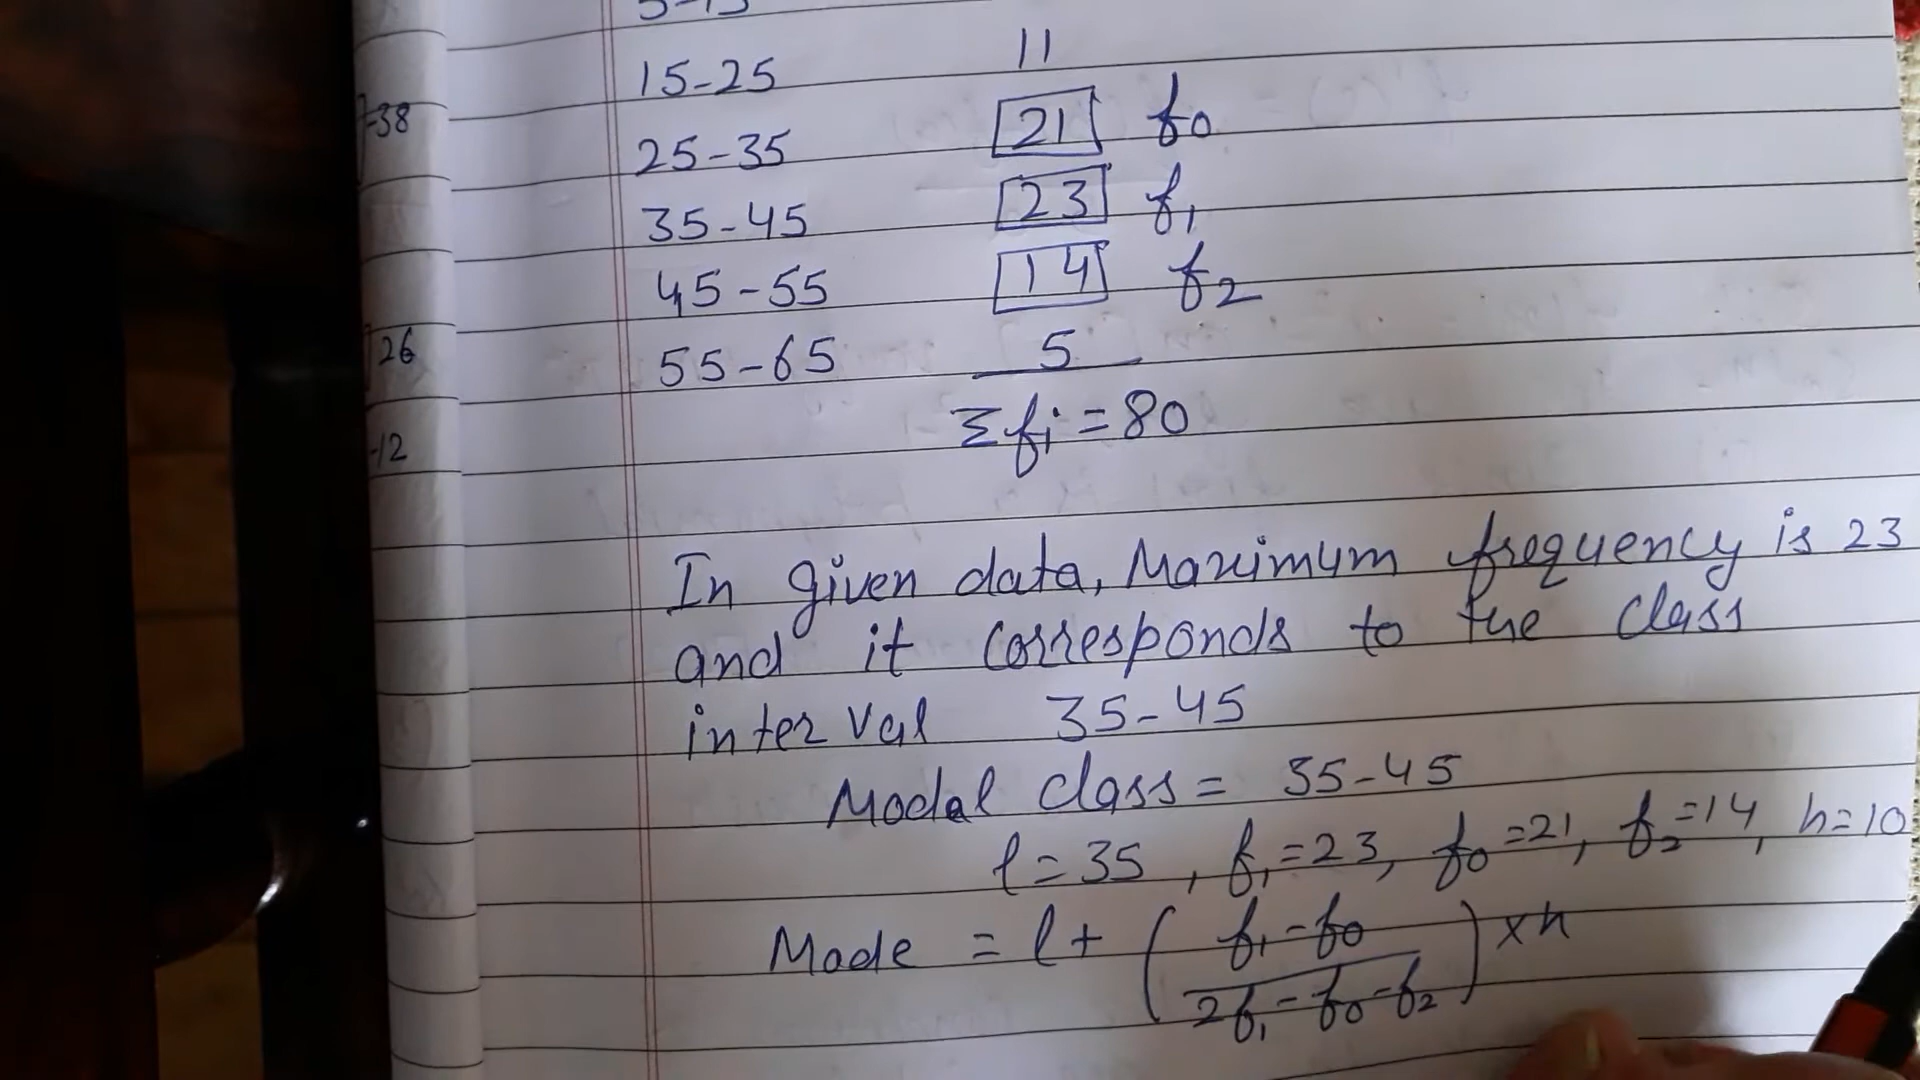 5-15
15-25 11
25-35 21 f0
35-45 23 f1
45-55 14 f2
55-65 5
Σfi = 80
In given data, Maximum frequency is 23
and it corresponds to the class
interval 35-45
Modal class = 35-45
l = 35, f1 = 23, f0 = 21, f2 = 14, h = 10
Mode = l + ( f1 - f0 / 2f1 - f0 - f2 ) × h
-38
26
-12